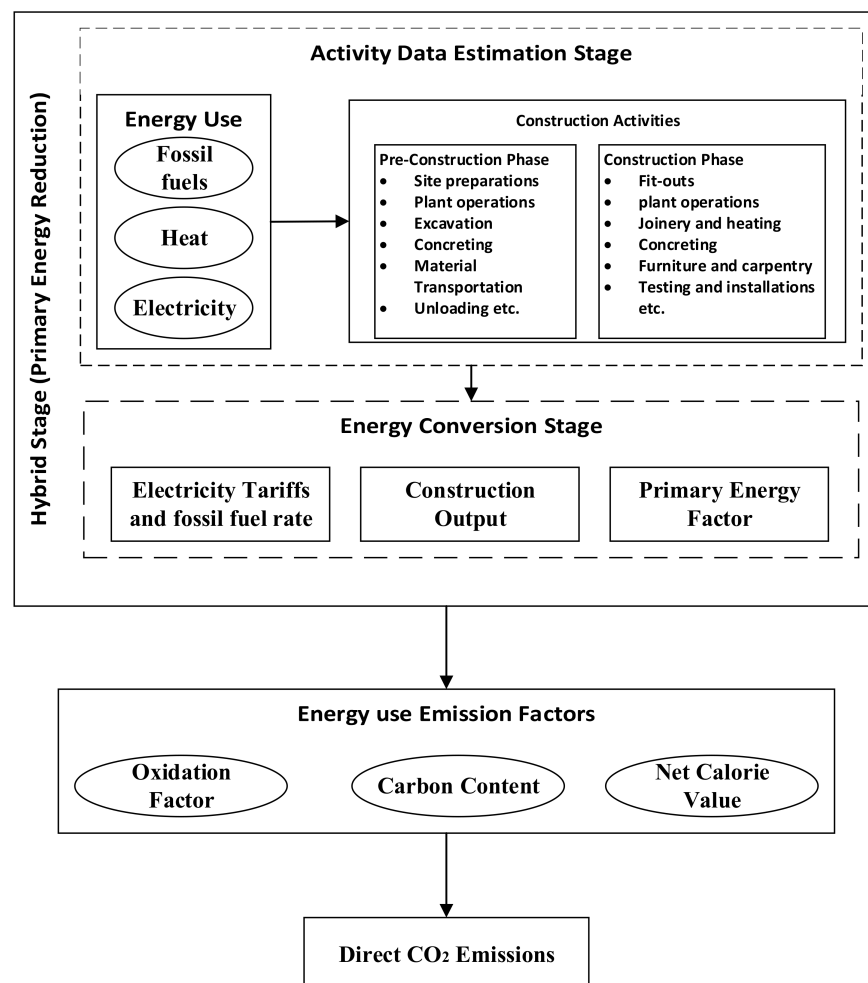 Hybrid Stage (Primary Energy Reduction)
Activity Data Estimation Stage
Energy Use
Fossil
fuels
Heat
Electricity
Construction Activities
Pre-Construction Phase
• Site preparations
• Plant operations
• Excavation
• Concreting
• Material
Transportation
• Unloading etc.
Construction Phase
• Fit-outs
• plant operations
• Joinery and heating
• Concreting
• Furniture and carpentry
• Testing and installations
etc.
Energy Conversion Stage
Electricity Tariffs
and fossil fuel rate
Construction
Output
Primary Energy
Factor
Energy use Emission Factors
Oxidation
Factor
Carbon Content
Net Calorie
Value
Direct CO₂ Emissions